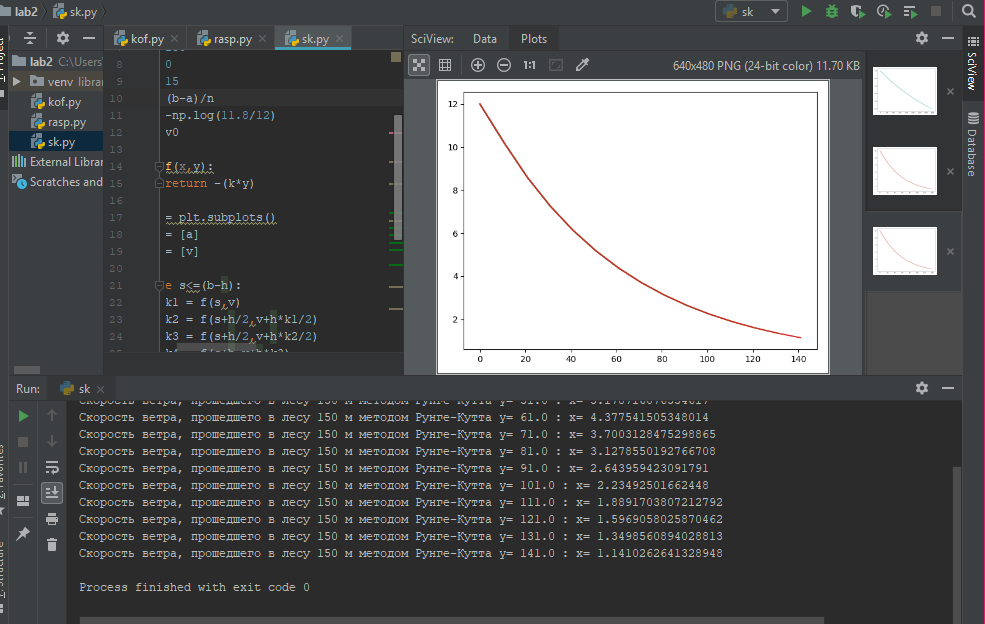 lab2 sk.py
sk
1: Project
lab2 C:\Users
venv librar
kof.py
rasp.py
sk.py
External Librar
Scratches and
kof.py rasp.py sk.py
8 0
9 15
10 (b-a)/n
11 -np.log(11.8/12)
12 v0
13
14 f(x,y):
15 return -(k*y)
16
17 = plt.subplots()
18 = [a]
19 = [v]
20
21 e s<=(b-h):
22 k1 = f(s,v)
23 k2 = f(s+h/2,v+h*k1/2)
24 k3 = f(s+h/2,v+h*k2/2)
SciView: Data Plots
1:1 640x480 PNG (24-bit color) 11.70 KB
12
10
8
6
4
2
0 20 40 60 80 100 120 140
SciView
Database
Run: sk
Скорость ветра, прошедшего в лесу 150 м методом Рунге-Кутта y= 61.0 : x= 4.377541505348014
Скорость ветра, прошедшего в лесу 150 м методом Рунге-Кутта y= 71.0 : x= 3.7003128475298865
Скорость ветра, прошедшего в лесу 150 м методом Рунге-Кутта y= 81.0 : x= 3.1278550192766708
Скорость ветра, прошедшего в лесу 150 м методом Рунге-Кутта y= 91.0 : x= 2.643959423091791
Скорость ветра, прошедшего в лесу 150 м методом Рунге-Кутта y= 101.0 : x= 2.23492501662448
Скорость ветра, прошедшего в лесу 150 м методом Рунге-Кутта y= 111.0 : x= 1.8891703807212792
Скорость ветра, прошедшего в лесу 150 м методом Рунге-Кутта y= 121.0 : x= 1.5969058025870462
Скорость ветра, прошедшего в лесу 150 м методом Рунге-Кутта y= 131.0 : x= 1.3498560894028813
Скорость ветра, прошедшего в лесу 150 м методом Рунге-Кутта y= 141.0 : x= 1.1410262641328948
Process finished with exit code 0